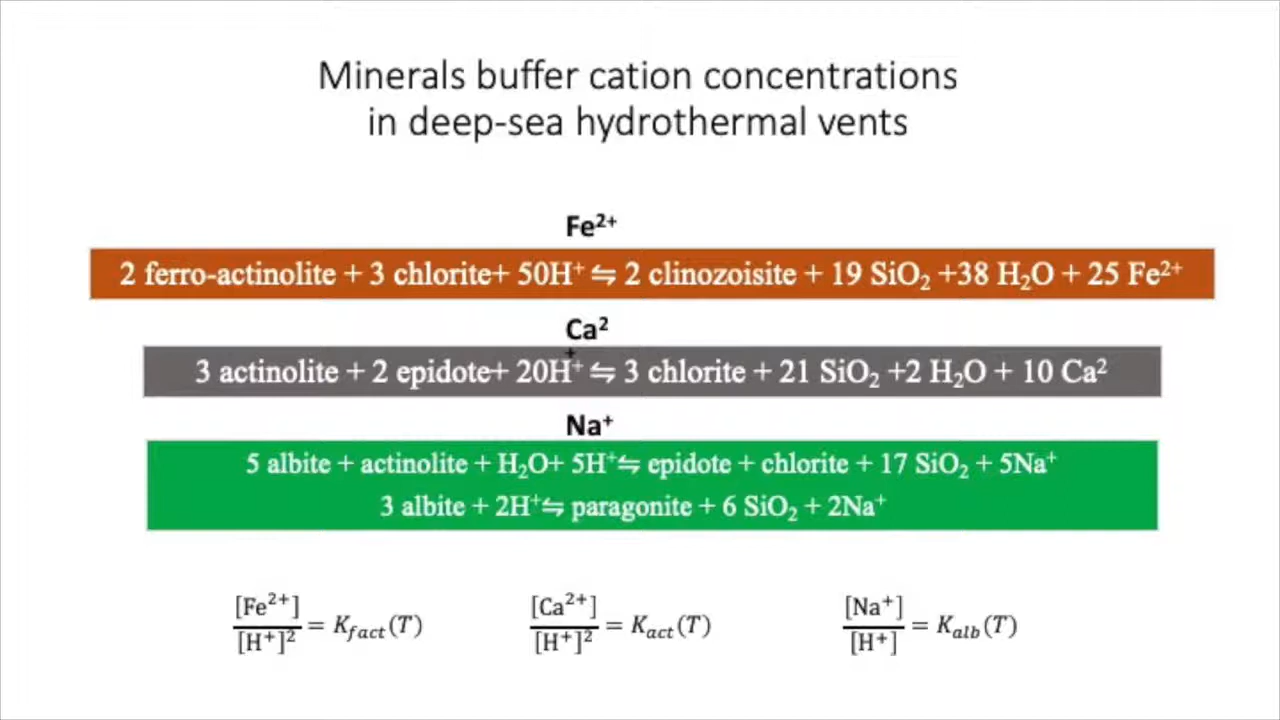 Minerals buffer cation concentrations
in deep-sea hydrothermal vents
Fe²⁺
2 ferro-actinolite + 3 chlorite+ 50H⁺ ⇋ 2 clinozoisite + 19 SiO₂ +38 H₂O + 25 Fe²⁺
Ca²
+
3 actinolite + 2 epidote+ 20H⁺ ⇋ 3 chlorite + 21 SiO₂ +2 H₂O + 10 Ca²
Na⁺
5 albite + actinolite + H₂O+ 5H⁺⇋ epidote + chlorite + 17 SiO₂ + 5Na⁺
3 albite + 2H⁺⇋ paragonite + 6 SiO₂ + 2Na⁺
[Fe²⁺]/[H⁺]² = K_fact(T) [Ca²⁺]/[H⁺]² = K_act(T) [Na⁺]/[H⁺] = K_alb(T)